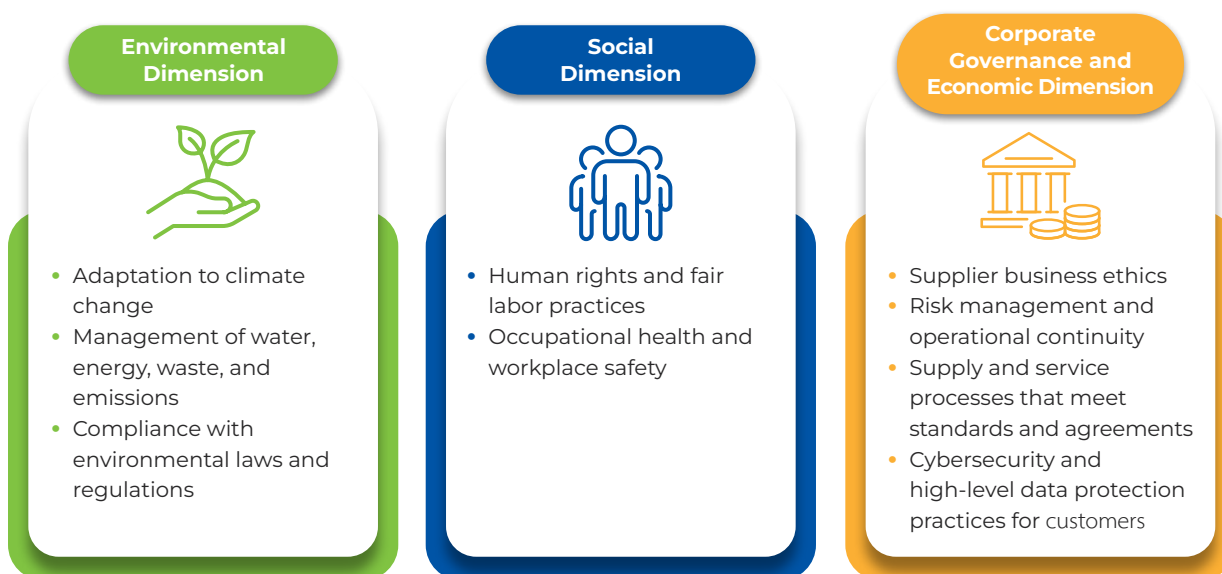 Environmental
Dimension
• Adaptation to climate
change
• Management of water,
energy, waste, and
emissions
• Compliance with
environmental laws and
regulations
Social
Dimension
• Human rights and fair
labor practices
• Occupational health and
workplace safety
Corporate
Governance and
Economic Dimension
• Supplier business ethics
• Risk management and
operational continuity
• Supply and service
processes that meet
standards and agreements
• Cybersecurity and
high-level data protection
practices for customers